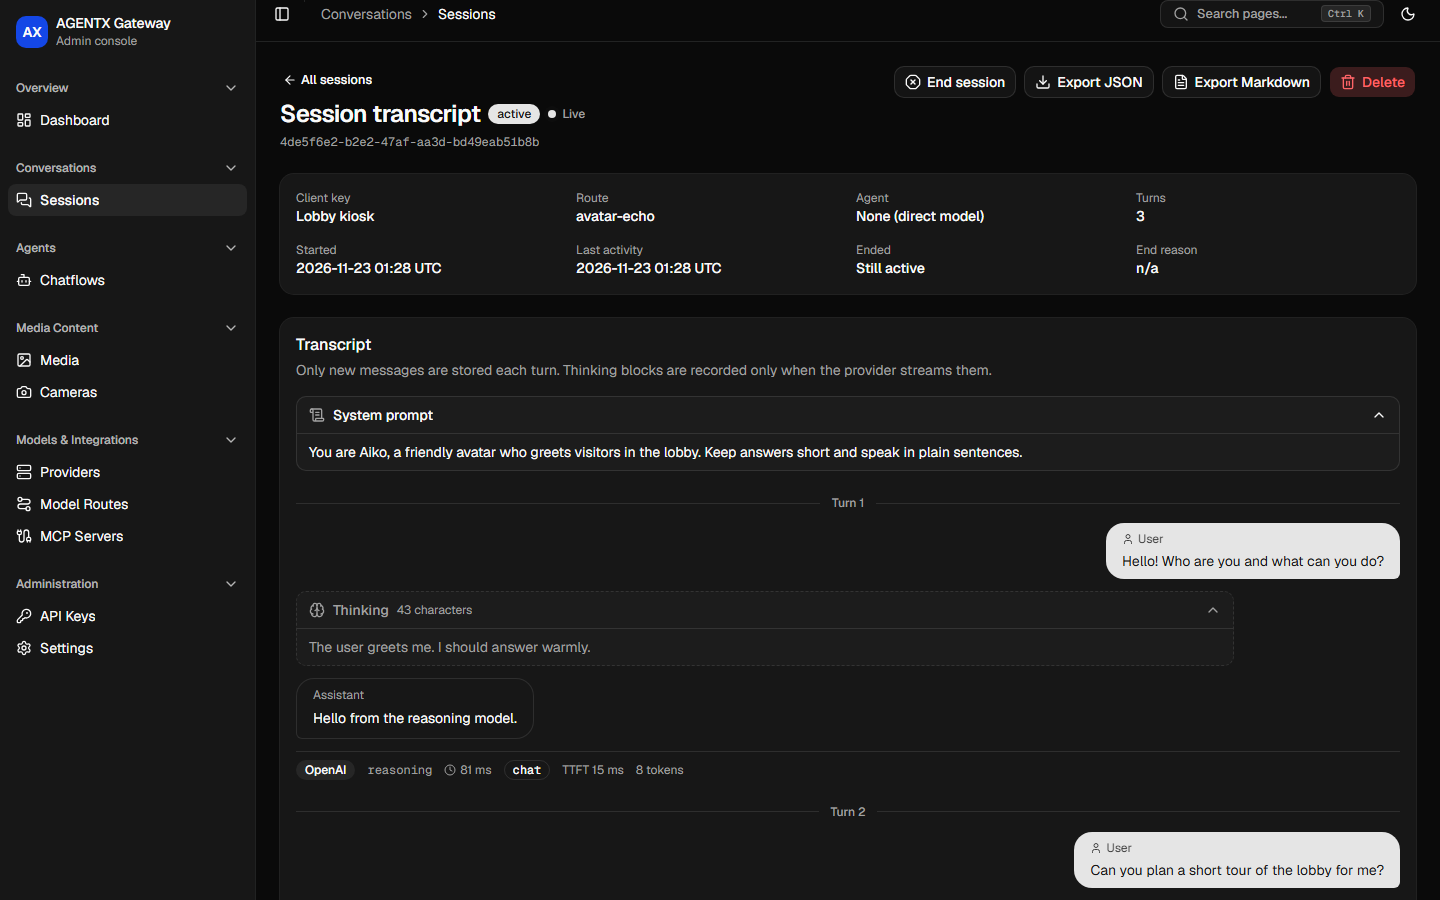 AX
AGENTX Gateway
Admin console
Overview
Dashboard
Conversations
Sessions
Agents
Chatflows
Media Content
Media
Cameras
Models & Integrations
Providers
Model Routes
MCP Servers
Administration
API Keys
Settings
Conversations > Sessions
Search pages... Ctrl K
← All sessions
End session
Export JSON
Export Markdown
Delete
Session transcript active Live
4de5f6e2-b2e2-47af-aa3d-bd49eab51b8b
Client key
Lobby kiosk
Route
avatar-echo
Agent
None (direct model)
Turns
3
Started
2026-11-23 01:28 UTC
Last activity
2026-11-23 01:28 UTC
Ended
Still active
End reason
n/a
Transcript
Only new messages are stored each turn. Thinking blocks are recorded only when the provider streams them.
System prompt
You are Aiko, a friendly avatar who greets visitors in the lobby. Keep answers short and speak in plain sentences.
Turn 1
User
Hello! Who are you and what can you do?
Thinking 43 characters
The user greets me. I should answer warmly.
Assistant
Hello from the reasoning model.
OpenAI reasoning 81 ms chat TTFT 15 ms 8 tokens
Turn 2
User
Can you plan a short tour of the lobby for me?